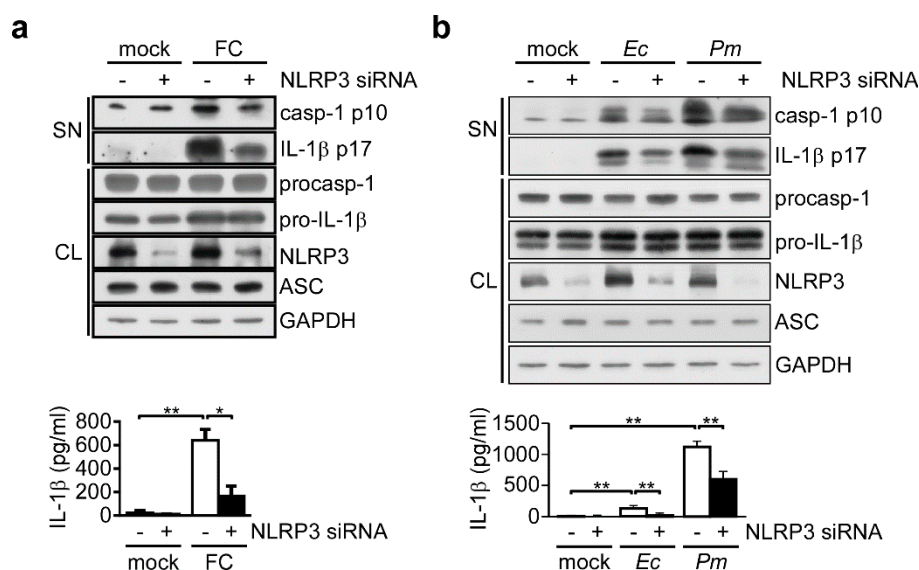 a
mock FC
- + - + NLRP3 siRNA
SN
casp-1 p10
IL-1β p17
CL
procasp-1
pro-IL-1β
NLRP3
ASC
GAPDH
IL-1β (pg/ml)
800
600
400
200
0
** *
- + - + NLRP3 siRNA
mock FC
b
mock Ec Pm
- + - + - + NLRP3 siRNA
SN
casp-1 p10
IL-1β p17
CL
procasp-1
pro-IL-1β
NLRP3
ASC
GAPDH
IL-1β (pg/ml)
1500
1000
500
0
** **
** **
- + - + - + NLRP3 siRNA
mock Ec Pm